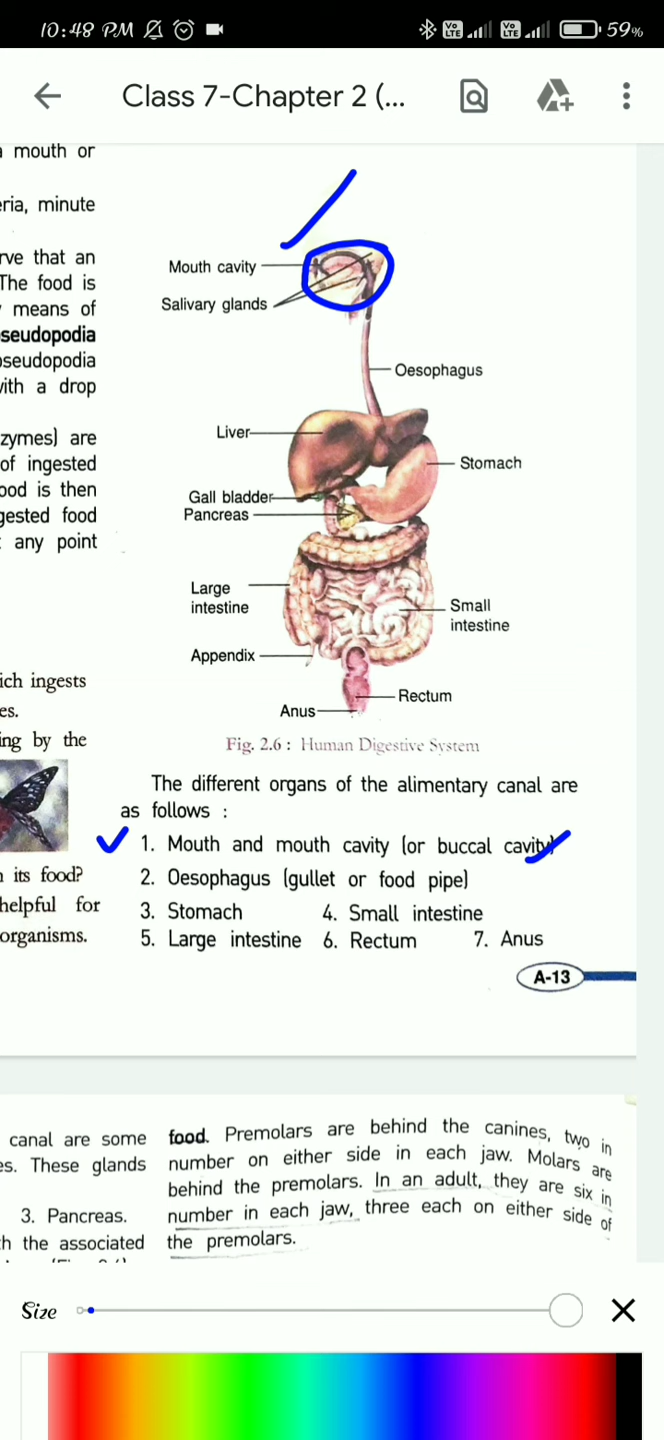 10:48 PM
Vo LTE
Vo LTE
59%
Class 7-Chapter 2 (...
mouth or
eria, minute
rve that an
The food is
means of
seudopodia
pseudopodia
with a drop
zymes) are
of ingested
ood is then
gested food
any point
ich ingests
es.
ing by the
its food?
helpful for
organisms.
Mouth cavity
Salivary glands
Oesophagus
Liver
Stomach
Gall bladder
Pancreas
Large
intestine
Small
intestine
Appendix
Rectum
Anus
Fig. 2.6 : Human Digestive System
The different organs of the alimentary canal are
as follows :
1. Mouth and mouth cavity (or buccal cavity)
2. Oesophagus (gullet or food pipe)
3. Stomach 4. Small intestine
5. Large intestine 6. Rectum 7. Anus
A-13
canal are some
es. These glands
3. Pancreas.
th the associated
food. Premolars are behind the canines, two in
number on either side in each jaw. Molars are
behind the premolars. In an adult, they are six in
number in each jaw, three each on either side of
the premolars.
Size